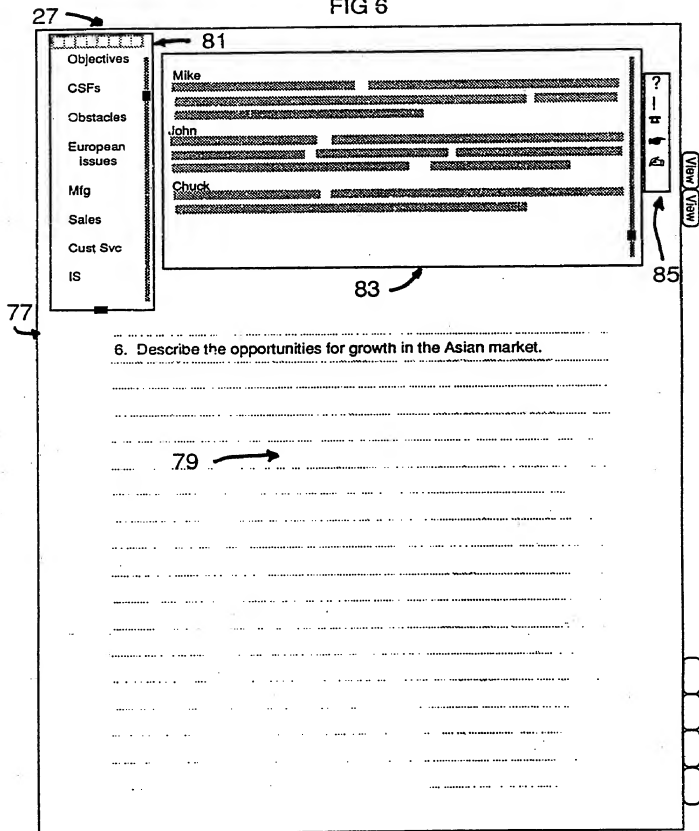 FIG 6
27
81
Objectives
CSFs
Obstacles
European
issues
Mfg
Sales
Cust Svc
IS
Mike
John
Chuck
?
!
View
View
83
85
77
6. Describe the opportunities for growth in the Asian market.
79